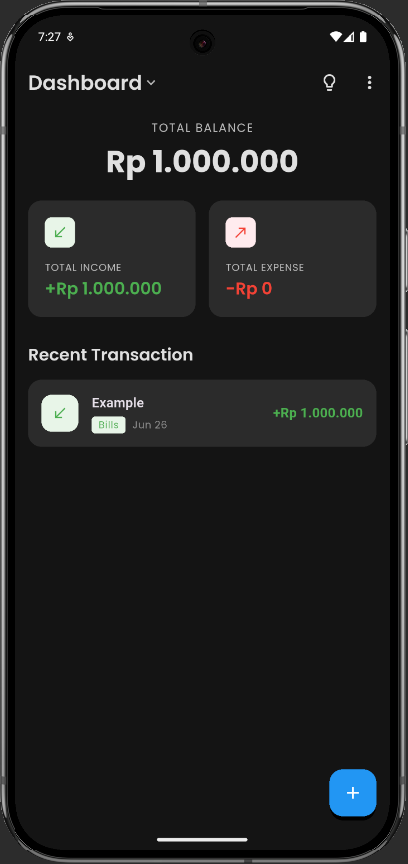 7:27
Dashboard
TOTAL BALANCE
Rp 1.000.000
TOTAL INCOME
+Rp 1.000.000
TOTAL EXPENSE
-Rp 0
Recent Transaction
Example
Bills Jun 26
+Rp 1.000.000